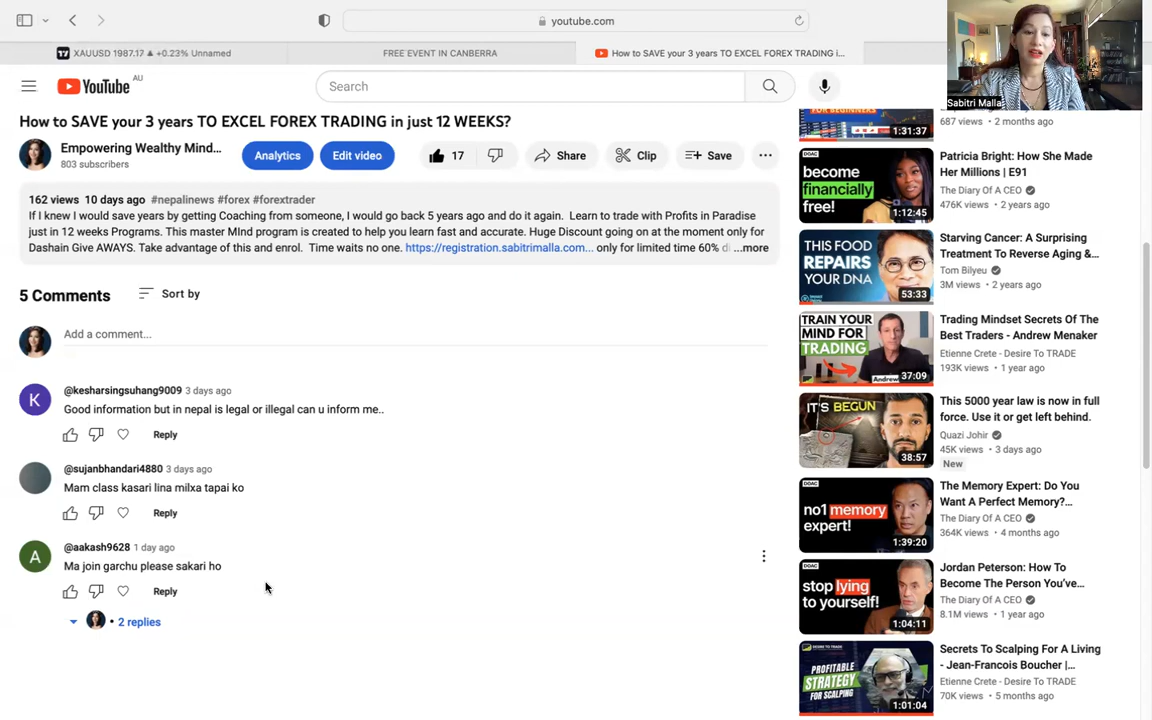 youtube.com
XAUUSD 1987.17 ▲ +0.23% Unnamed
FREE EVENT IN CANBERRA
How to SAVE your 3 years TO EXCEL FOREX TRADING i...
Sabitri Malla
YouTube AU
Search
How to SAVE your 3 years TO EXCEL FOREX TRADING in just 12 WEEKS?
Empowering Wealthy Mind...
803 subscribers
Analytics
Edit video
17
Share
Clip
Save
162 views 10 days ago #nepalinews #forex #forextrader
If I knew I would save years by getting Coaching from someone, I would go back 5 years ago and do it again. Learn to trade with Profits in Paradise
just in 12 weeks Programs. This master MInd program is created to help you learn fast and accurate. Huge Discount going on at the moment only for
Dashain Give AWAYS. Take advantage of this and enrol. Time waits no one. https://registration.sabitrimalla.com... only for limited time 60% d ...more
5 Comments
Sort by
Add a comment...
K
@kesharsingsuhang9009 3 days ago
Good information but in nepal is legal or illegal can u inform me..
Reply
@sujanbhandari4880 3 days ago
Mam class kasari lina milxa tapai ko
Reply
A
@aakash9628 1 day ago
Ma join garchu please sakari ho
Reply
2 replies
FOR BEGINNERS
1:31:37
687 views • 2 months ago
DOAC
become
financially
free!
1:12:45
Patricia Bright: How She Made
Her Millions | E91
The Diary Of A CEO
476K views • 2 years ago
THIS FOOD
REPAIRS
YOUR DNA
53:33
Starving Cancer: A Surprising
Treatment To Reverse Aging &...
Tom Bilyeu
3M views • 2 years ago
TRAIN YOUR
MIND FOR
TRADING
Andrew
37:09
Trading Mindset Secrets Of The
Best Traders - Andrew Menaker
Etienne Crete - Desire To TRADE
193K views • 1 year ago
IT'S BEGUN
38:57
This 5000 year law is now in full
force. Use it or get left behind.
Quazi Johir
45K views • 3 days ago
New
DOAC
no1 memory
expert!
1:39:20
The Memory Expert: Do You
Want A Perfect Memory?...
The Diary Of A CEO
364K views • 4 months ago
DOAC
stop lying
to yourself!
1:04:11
Jordan Peterson: How To
Become The Person You've...
The Diary Of A CEO
8.1M views • 1 year ago
DESIRE TO TRADE
PROFITABLE
STRATEGY
FOR SCALPING
1:01:04
Secrets To Scalping For A Living
- Jean-Francois Boucher |...
Etienne Crete - Desire To TRADE
70K views • 5 months ago